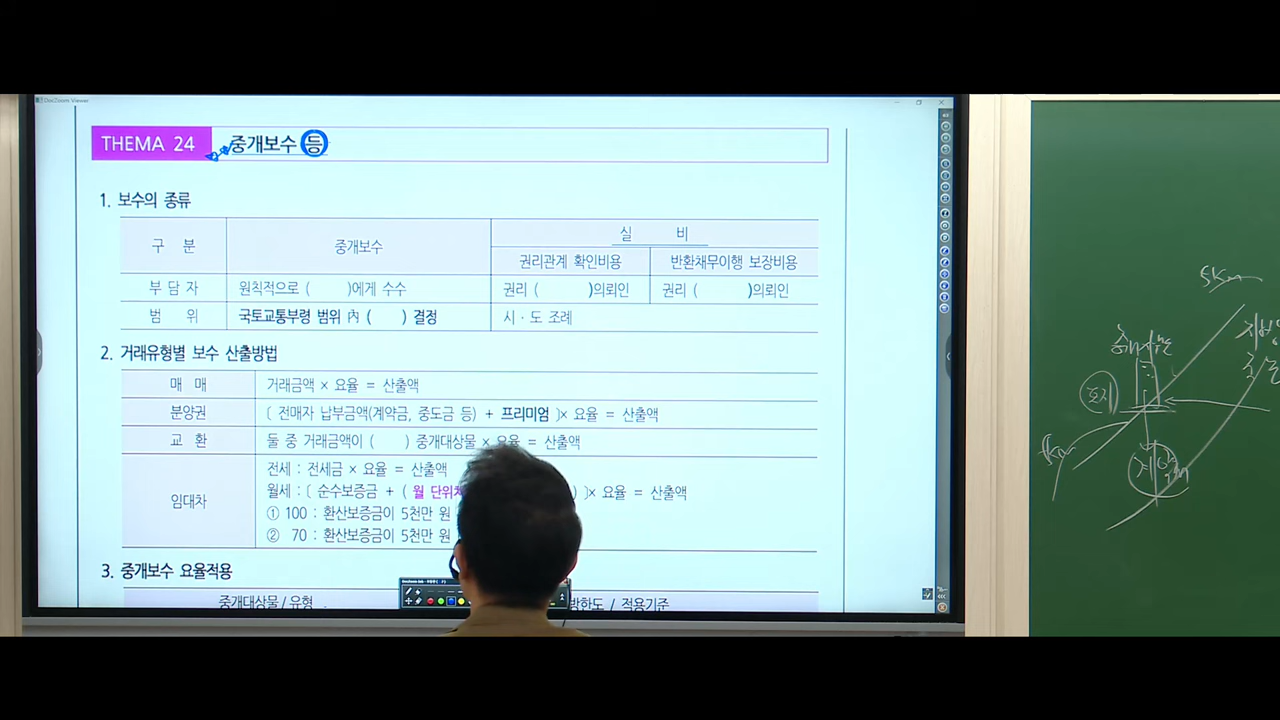 DocZoom Viewer
THEMA 24 중개보수 등
1. 보수의 종류
구 분 중개보수 실 비
권리관계 확인비용 반환채무이행 보장비용
부 담 자 원칙적으로 ( )에게 수수 권리 ( )의뢰인 권리 ( )의뢰인
범 위 국토교통부령 범위 內 ( ) 결정 시·도 조례
2. 거래유형별 보수 산출방법
매 매 거래금액 × 요율 = 산출액
분양권 〔 전매자 납부금액(계약금, 중도금 등) + 프리미엄 〕× 요율 = 산출액
교 환 둘 중 거래금액이 ( ) 중개대상물 × 요율 = 산출액
임대차
전세 : 전세금 × 요율 = 산출액
월세 :〔 순수보증금 + ( 월 단위 ) 〕× 요율 = 산출액
① 100 : 환산보증금이 5천만 원
② 70 : 환산보증금이 5천만 원
3. 중개보수 요율적용
중개대상물 / 유형 / 적용기준
5km